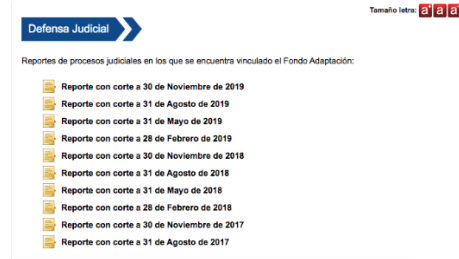 Tamaño letra: a+ a a-
Defensa Judicial
Reportes de procesos judiciales en los que se encuentra vinculado el Fondo Adaptación:
Reporte con corte a 30 de Noviembre de 2019
Reporte con corte a 31 de Agosto de 2019
Reporte con corte a 31 de Mayo de 2019
Reporte con corte a 28 de Febrero de 2019
Reporte con corte a 30 de Noviembre de 2018
Reporte con corte a 31 de Agosto de 2018
Reporte con corte a 31 de Mayo de 2018
Reporte con corte a 28 de Febrero de 2018
Reporte con corte a 30 de Noviembre de 2017
Reporte con corte a 31 de Agosto de 2017